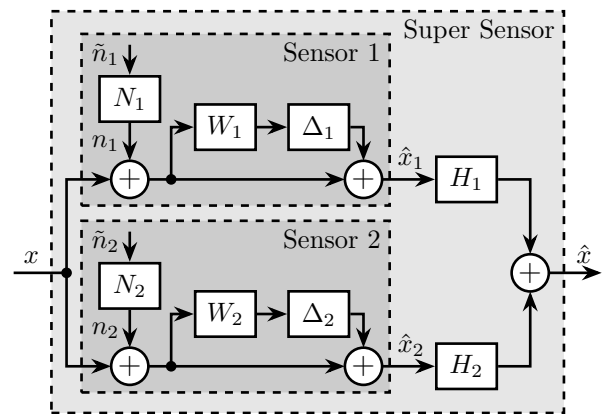 Super Sensor
Sensor 1
ñ₁
N₁
n₁
W₁
Δ₁
+
+
x̂₁
H₁
Sensor 2
ñ₂
N₂
n₂
W₂
Δ₂
+
+
x̂₂
H₂
x
+
x̂